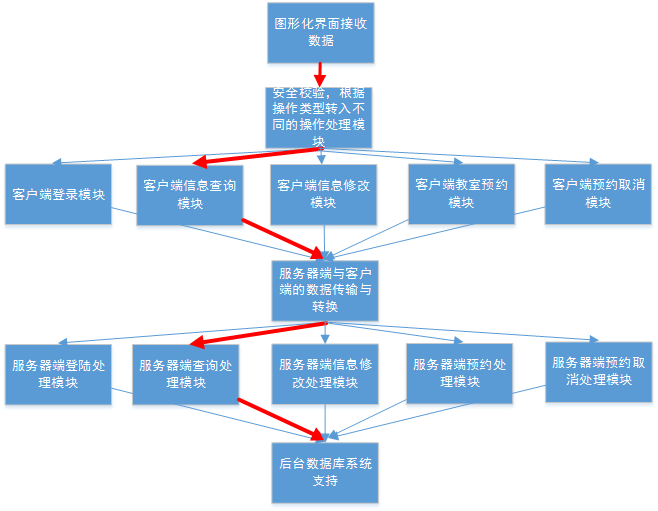 图形化界面接收
数据
安全校验，根据
操作类型转入不
同的操作处理模
块
客户端登录模块
客户端信息查询
模块
客户端信息修改
模块
客户端教室预约
模块
客户端预约取消
模块
服务器端与客户
端的数据传输与
转换
服务器端登陆处
理模块
服务器端查询处
理模块
服务器端信息修
改处理模块
服务器端预约处
理模块
服务器端预约取
消处理模块
后台数据库系统
支持